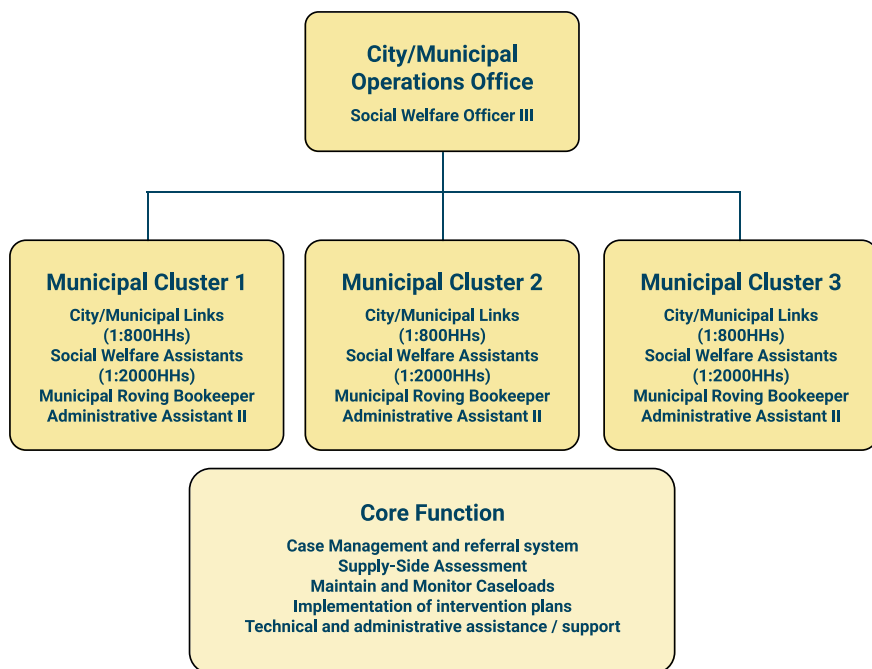 City/Municipal
Operations Office
Social Welfare Officer III
Municipal Cluster 1
City/Municipal Links
(1:800HHs)
Social Welfare Assistants
(1:2000HHs)
Municipal Roving Bookeeper
Administrative Assistant II
Municipal Cluster 2
City/Municipal Links
(1:800HHs)
Social Welfare Assistants
(1:2000HHs)
Municipal Roving Bookeeper
Administrative Assistant II
Municipal Cluster 3
City/Municipal Links
(1:800HHs)
Social Welfare Assistants
(1:2000HHs)
Municipal Roving Bookeeper
Administrative Assistant II
Core Function
Case Management and referral system
Supply-Side Assessment
Maintain and Monitor Caseloads
Implementation of intervention plans
Technical and administrative assistance / support